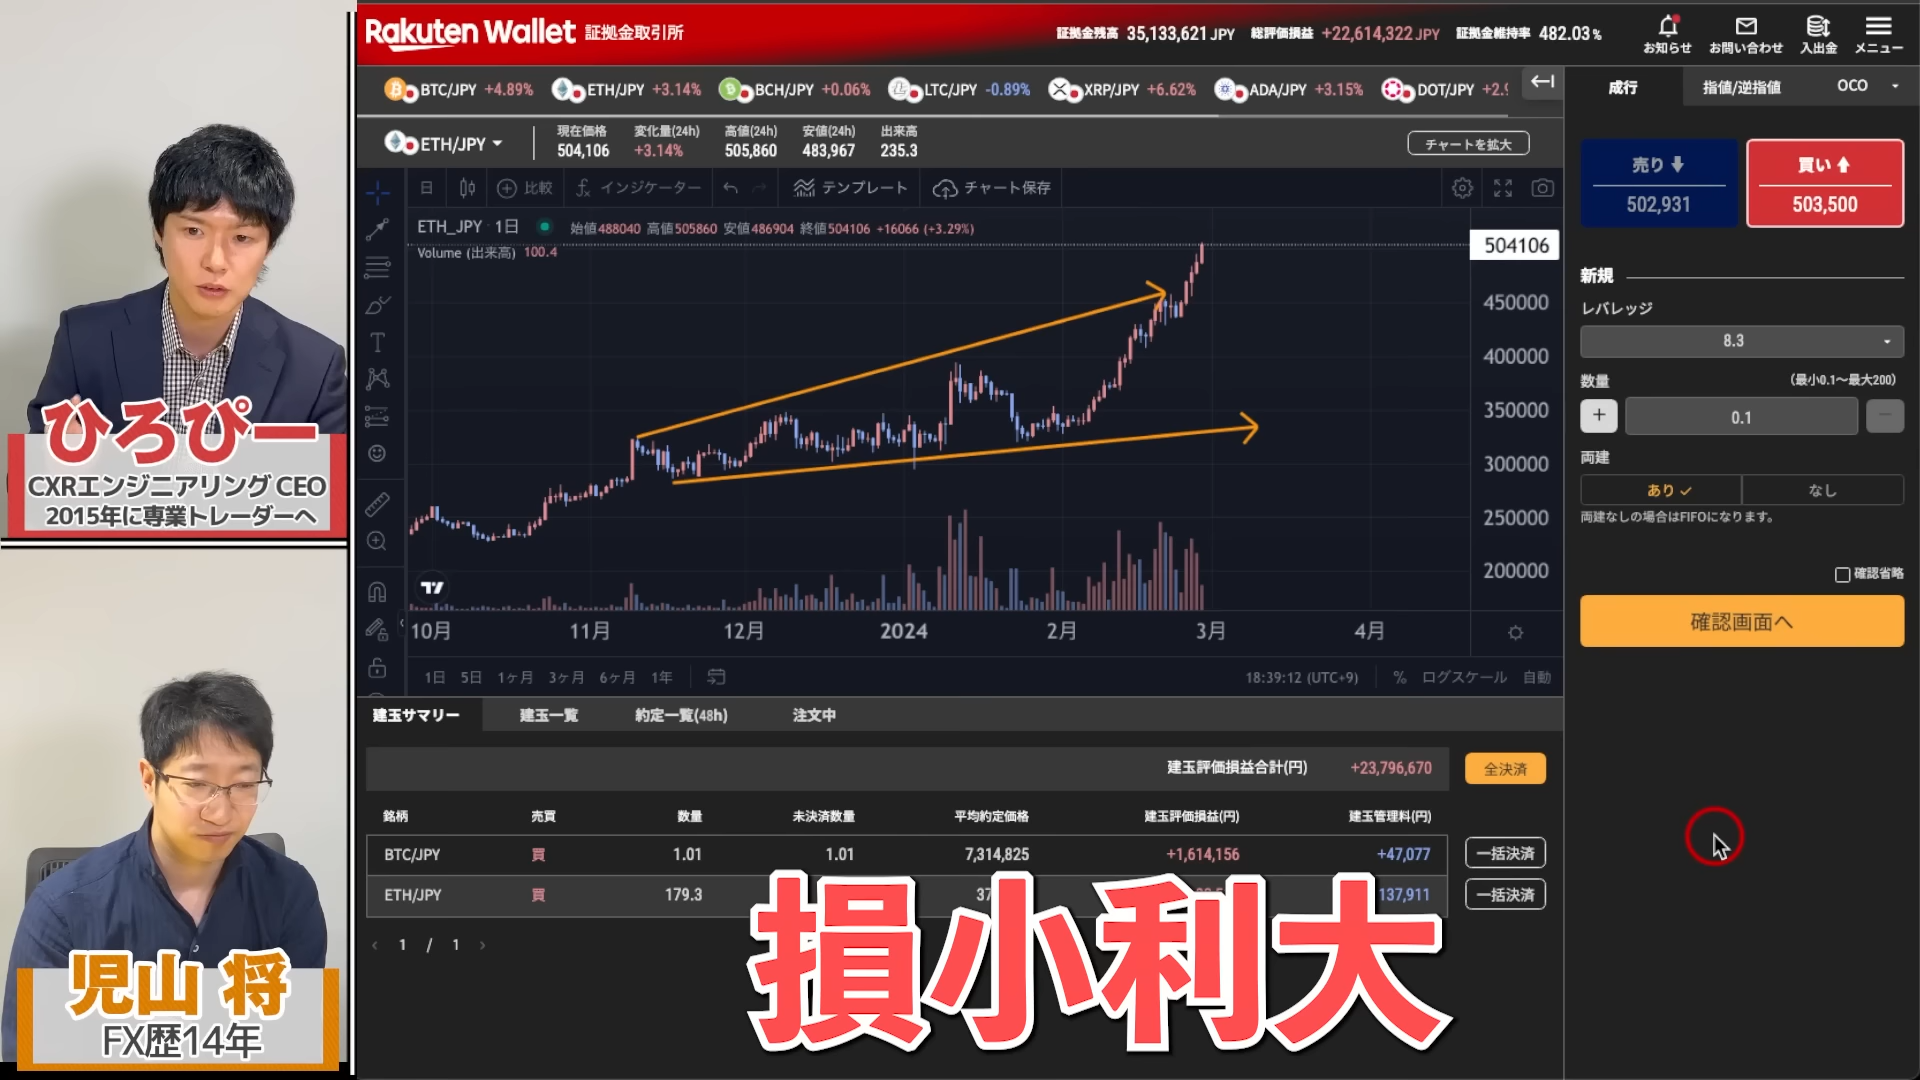 Rakuten Wallet 証拠金取引所
証拠金残高 35,133,621 JPY 総評価損益 +22,614,322 JPY 証拠金維持率 482.03 %
お知らせ お問い合わせ 入出金 メニュー
BTC/JPY +4.89% ETH/JPY +3.14% BCH/JPY +0.06% LTC/JPY -0.89% XRP/JPY +6.62% ADA/JPY +3.15% DOT/JPY
成行 指値/逆指値 OCO
ETH/JPY
現在価格 変化量(24h) 高値(24h) 安値(24h) 出来高
504,106 +3.14% 505,860 483,967 235.3
チャートを拡大
日 比較 インジケーター テンプレート チャート保存
ETH_JPY・1日 始値488040 高値505860 安値486904 終値504106 +16066 (+3.29%)
Volume (出来高) 100.4
504106
450000
400000
350000
300000
250000
200000
10月 11月 12月 2024 2月 3月 4月
1日 5日 1ヶ月 3ヶ月 6ヶ月 1年
18:39:12 (UTC+9) % ログスケール 自動
売り
502,931
買い
503,500
新規
レバレッジ
8.3
数量 (最小0.1〜最大200)
+ 0.1 −
両建
あり なし
両建なしの場合はFIFOになります。
確認省略
確認画面へ
建玉サマリー 建玉一覧 約定一覧(48h) 注文中
建玉評価損益合計(円) +23,796,670 全決済
銘柄 売買 数量 未決済数量 平均約定価格 建玉評価損益(円) 建玉管理料(円)
BTC/JPY 買 1.01 1.01 7,314,825 +1,614,156 +47,077 一括決済
ETH/JPY 買 179.3 137,911 一括決済
1 / 1
損小利大
ひろぴー
CXRエンジニアリング CEO
2015年に専業トレーダーへ
児山 将
FX歴14年